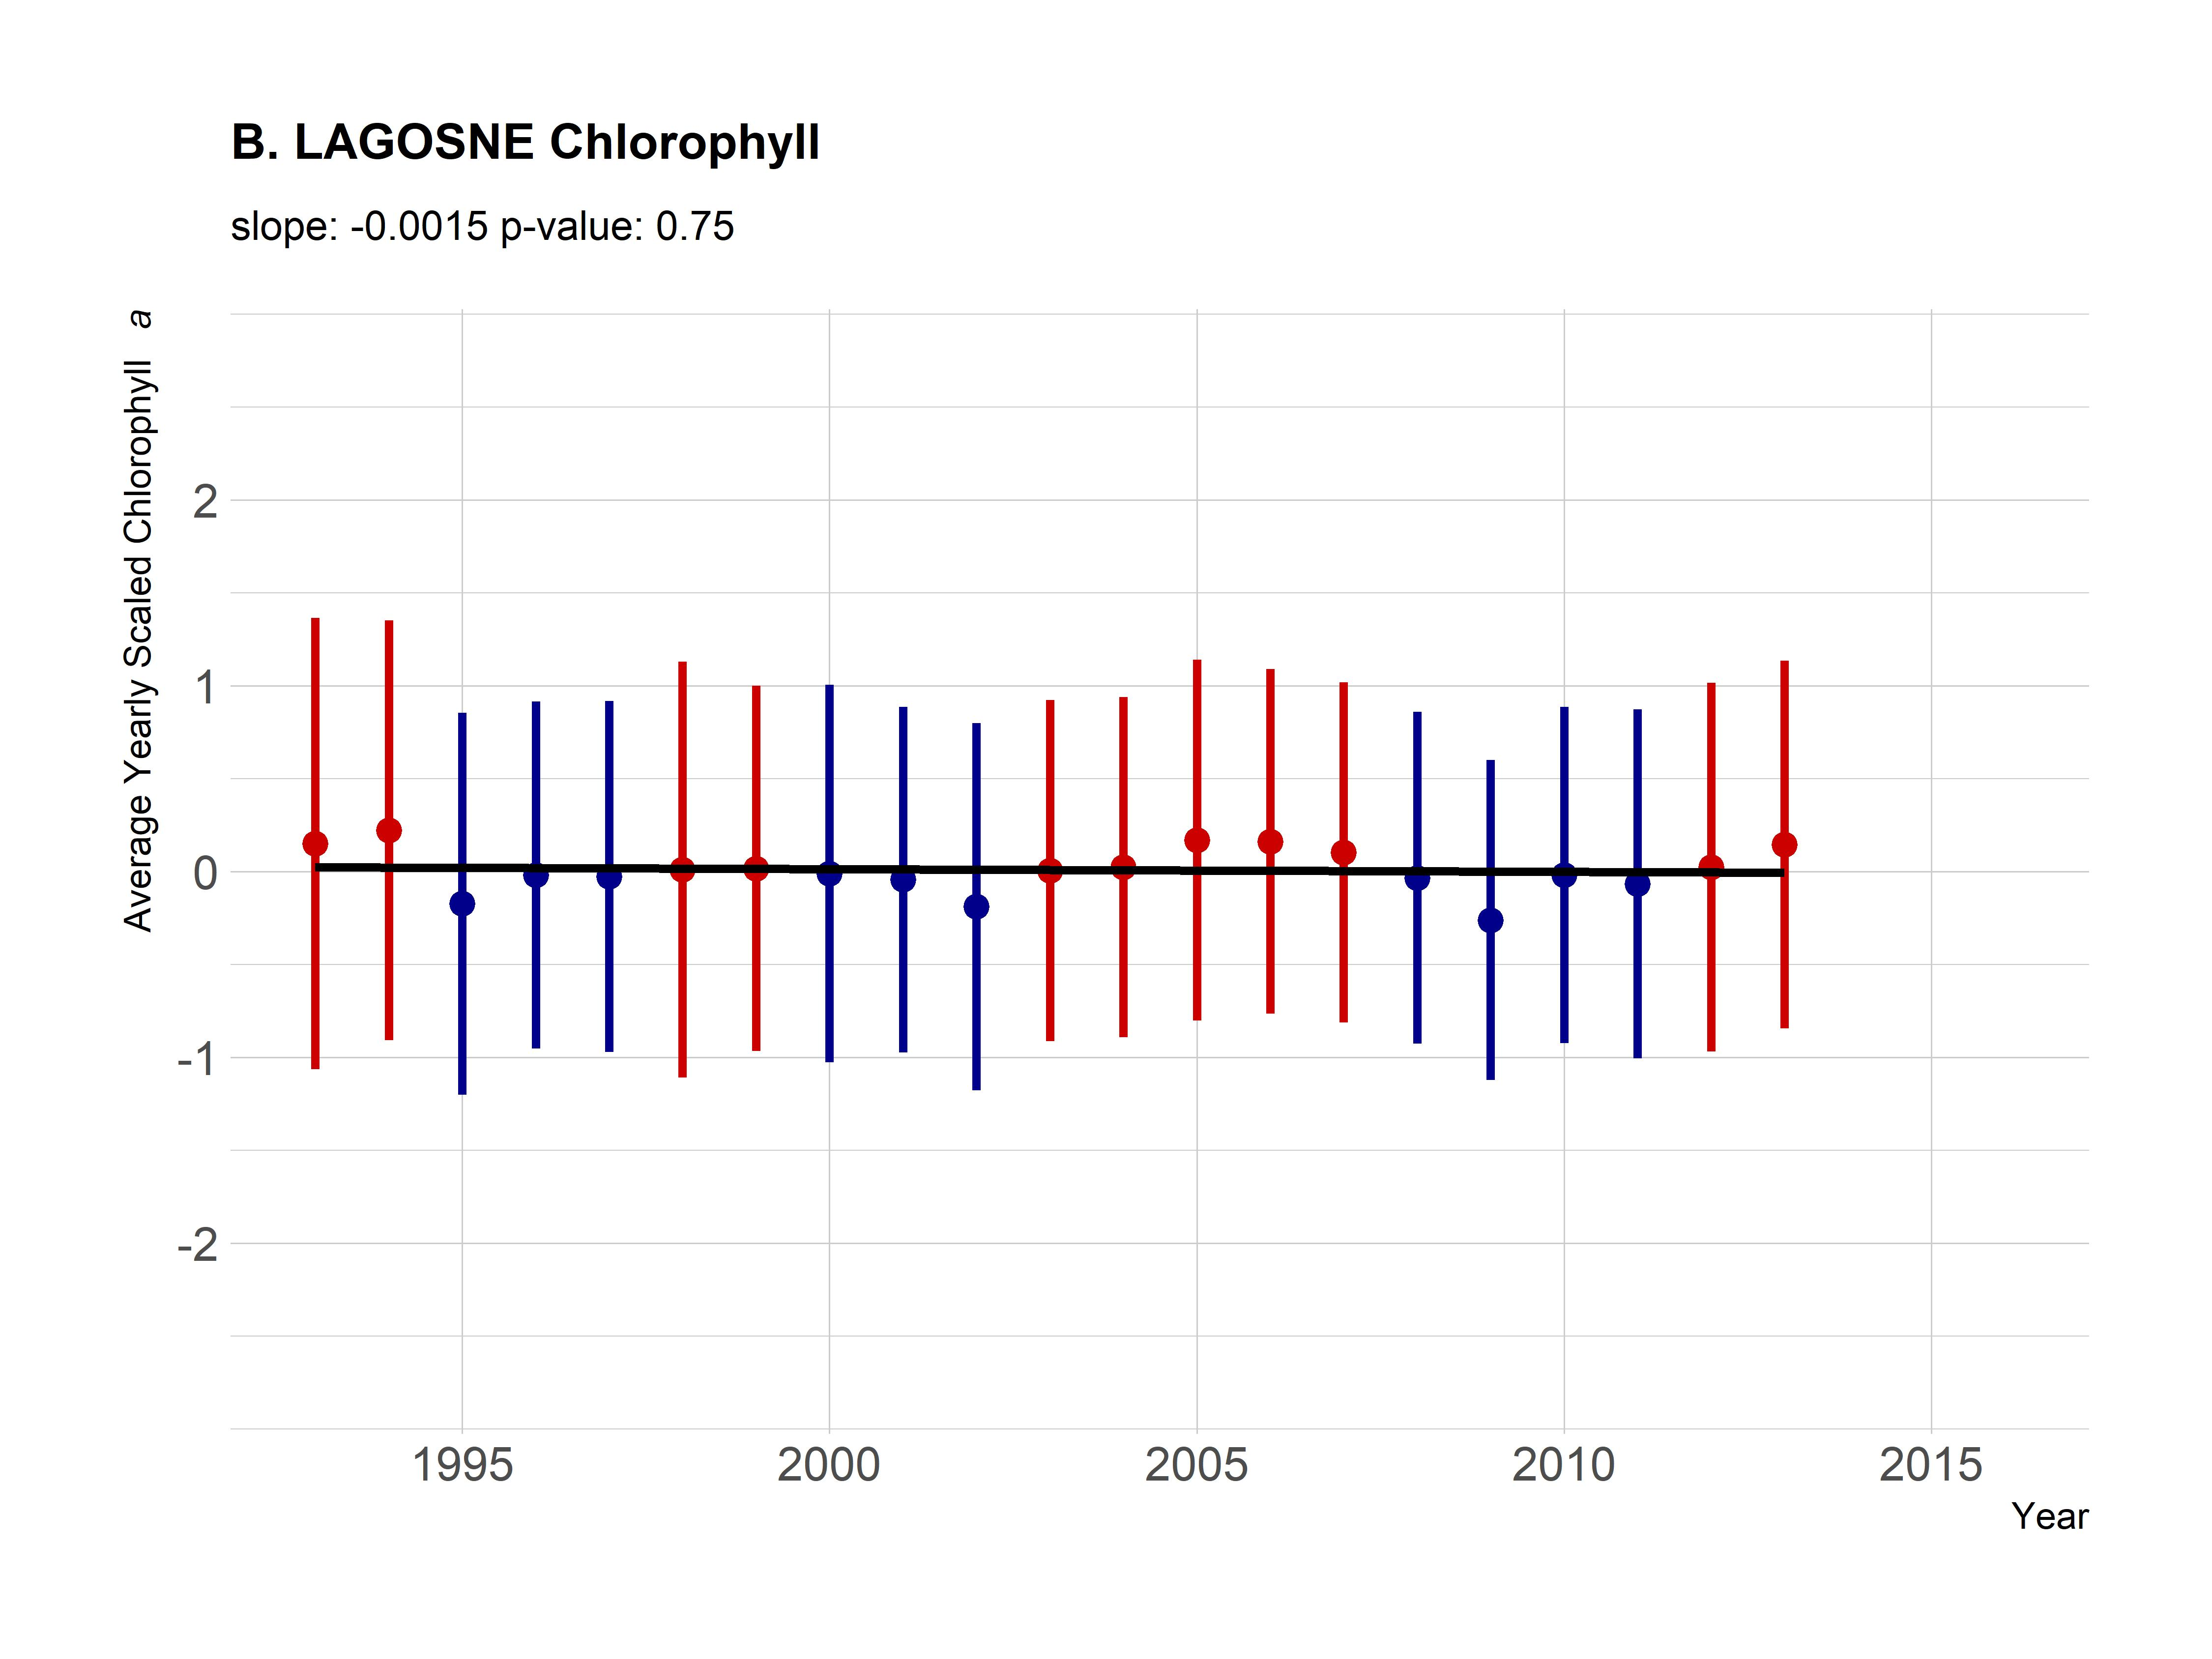 B. LAGOSNE Chlorophyll
slope: -0.0015 p-value: 0.75
Average Yearly Scaled Chlorophyll a
2
1
0
-1
-2
1995 2000 2005 2010 2015
Year